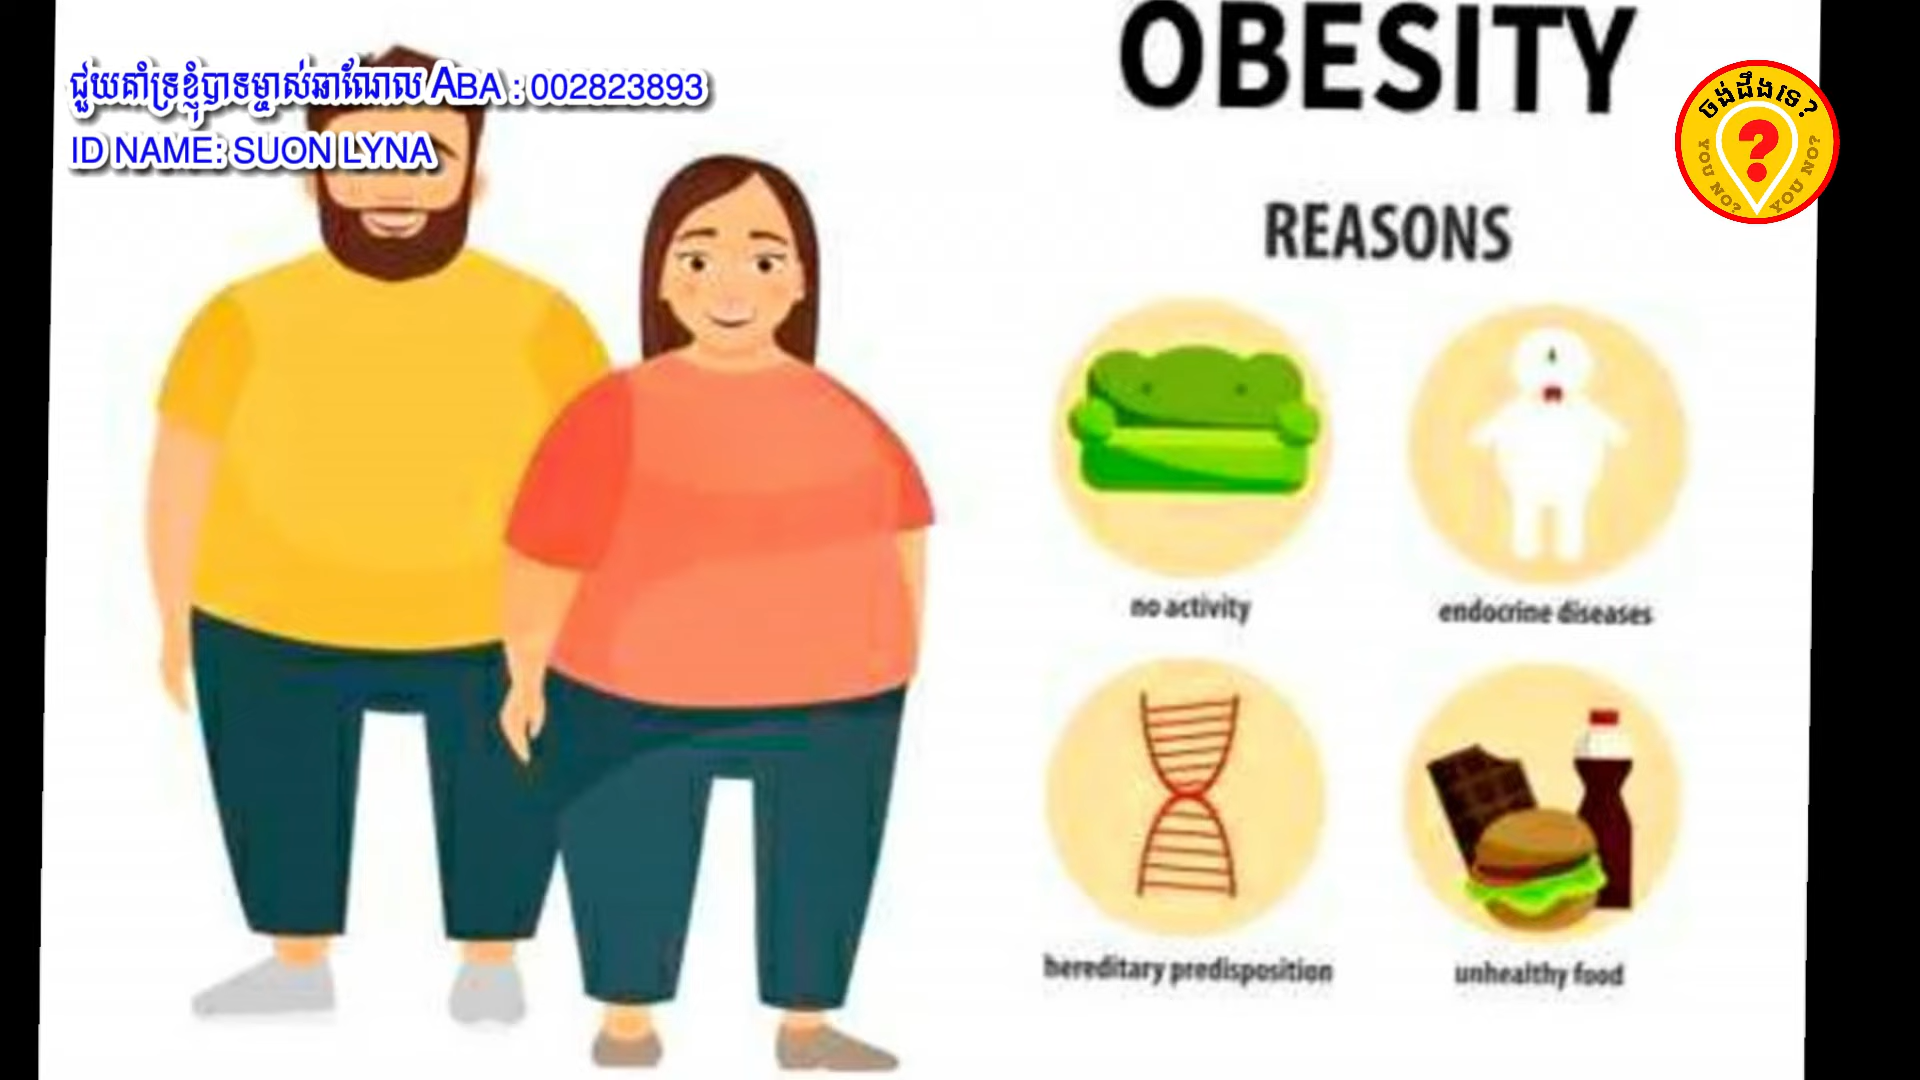 ជួយគាំទ្រខ្ញុំបាទម្ចាស់ឆាណែល ABA : 002823893
ID NAME: SUON LYNA
OBESITY
ចង់ដឹងទេ?
YOU NO?
YOU NO?
REASONS
no activity
endocrine diseases
hereditary predisposition
unhealthy food